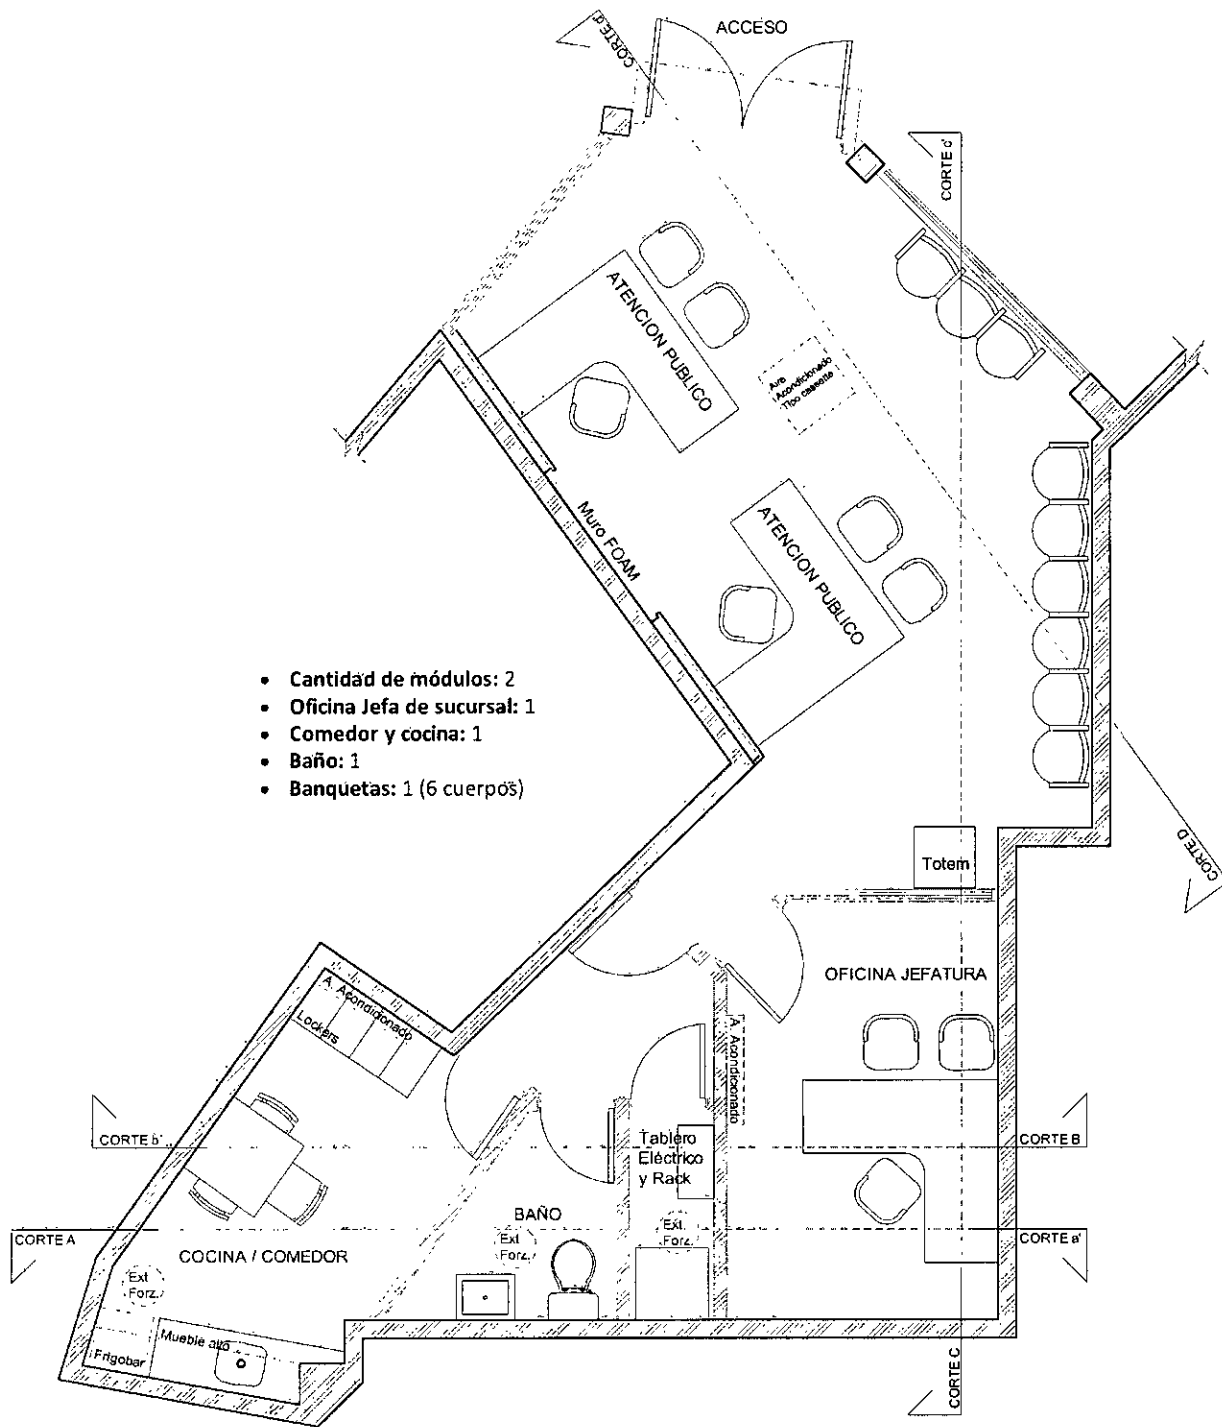 ACCESO
CORTE d'
CORTE c'
ATENCION PUBLICO
Aire
Acondicionado
Tipo cassette
Muro FOAM
ATENCION PUBLICO
• Cantidad de módulos: 2
• Oficina Jefa de sucursal: 1
• Comedor y cocina: 1
• Baño: 1
• Banquetas: 1 (6 cuerpos)
CORTE D
Totem
OFICINA JEFATURA
A. Acondicionado
Lockers
A. Acondicionado
CORTE b'
Tablero
Eléctrico
y Rack
CORTE B
BAÑO
CORTE A
COCINA / COMEDOR
Ext
Forz.
Ext
Forz.
CORTE a'
Ext
Forz.
Mueble alto
Frigobar
CORTE C